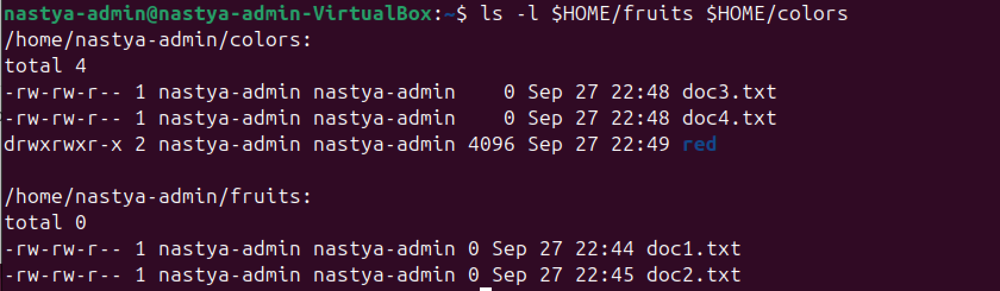 nastya-admin@nastya-admin-VirtualBox:~$ ls -l $HOME/fruits $HOME/colors
/home/nastya-admin/colors:
total 4
-rw-rw-r-- 1 nastya-admin nastya-admin    0 Sep 27 22:48 doc3.txt
-rw-rw-r-- 1 nastya-admin nastya-admin    0 Sep 27 22:48 doc4.txt
drwxrwxr-x 2 nastya-admin nastya-admin 4096 Sep 27 22:49 red

/home/nastya-admin/fruits:
total 0
-rw-rw-r-- 1 nastya-admin nastya-admin 0 Sep 27 22:44 doc1.txt
-rw-rw-r-- 1 nastya-admin nastya-admin 0 Sep 27 22:45 doc2.txt